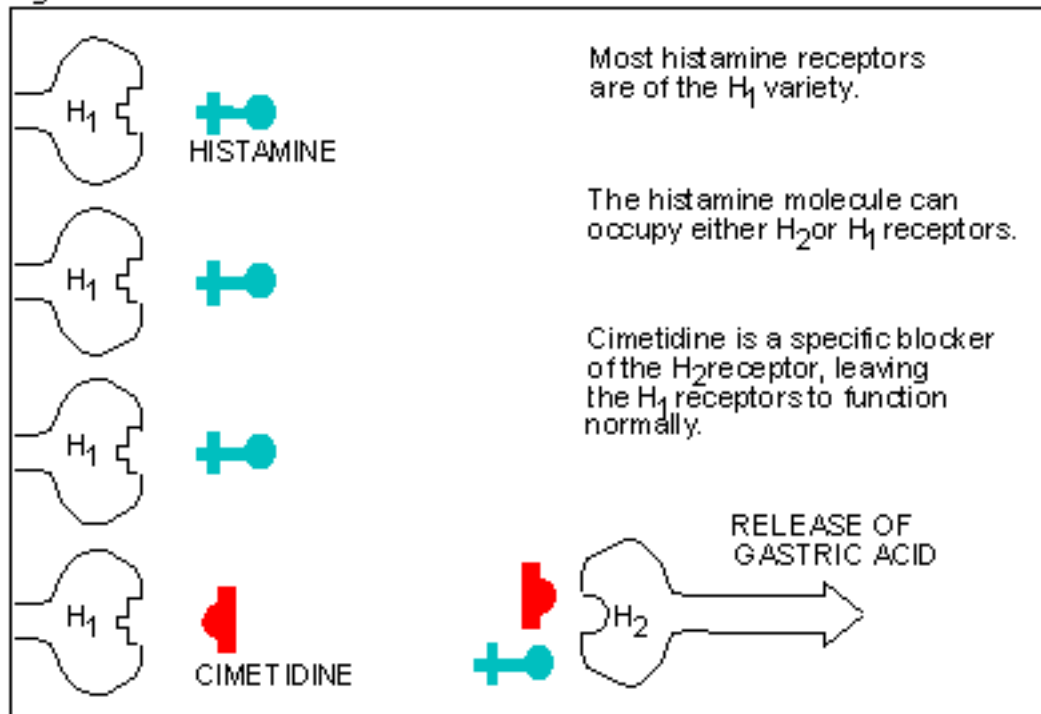 H1
HISTAMINE
Most histamine receptors
are of the H1 variety.
The histamine molecule can
occupy either H2 or H1 receptors.
H1
Cimetidine is a specific blocker
of the H2 receptor, leaving
the H1 receptors to function
normally.
H1
RELEASE OF
GASTRIC ACID
H1
H2
CIMETIDINE